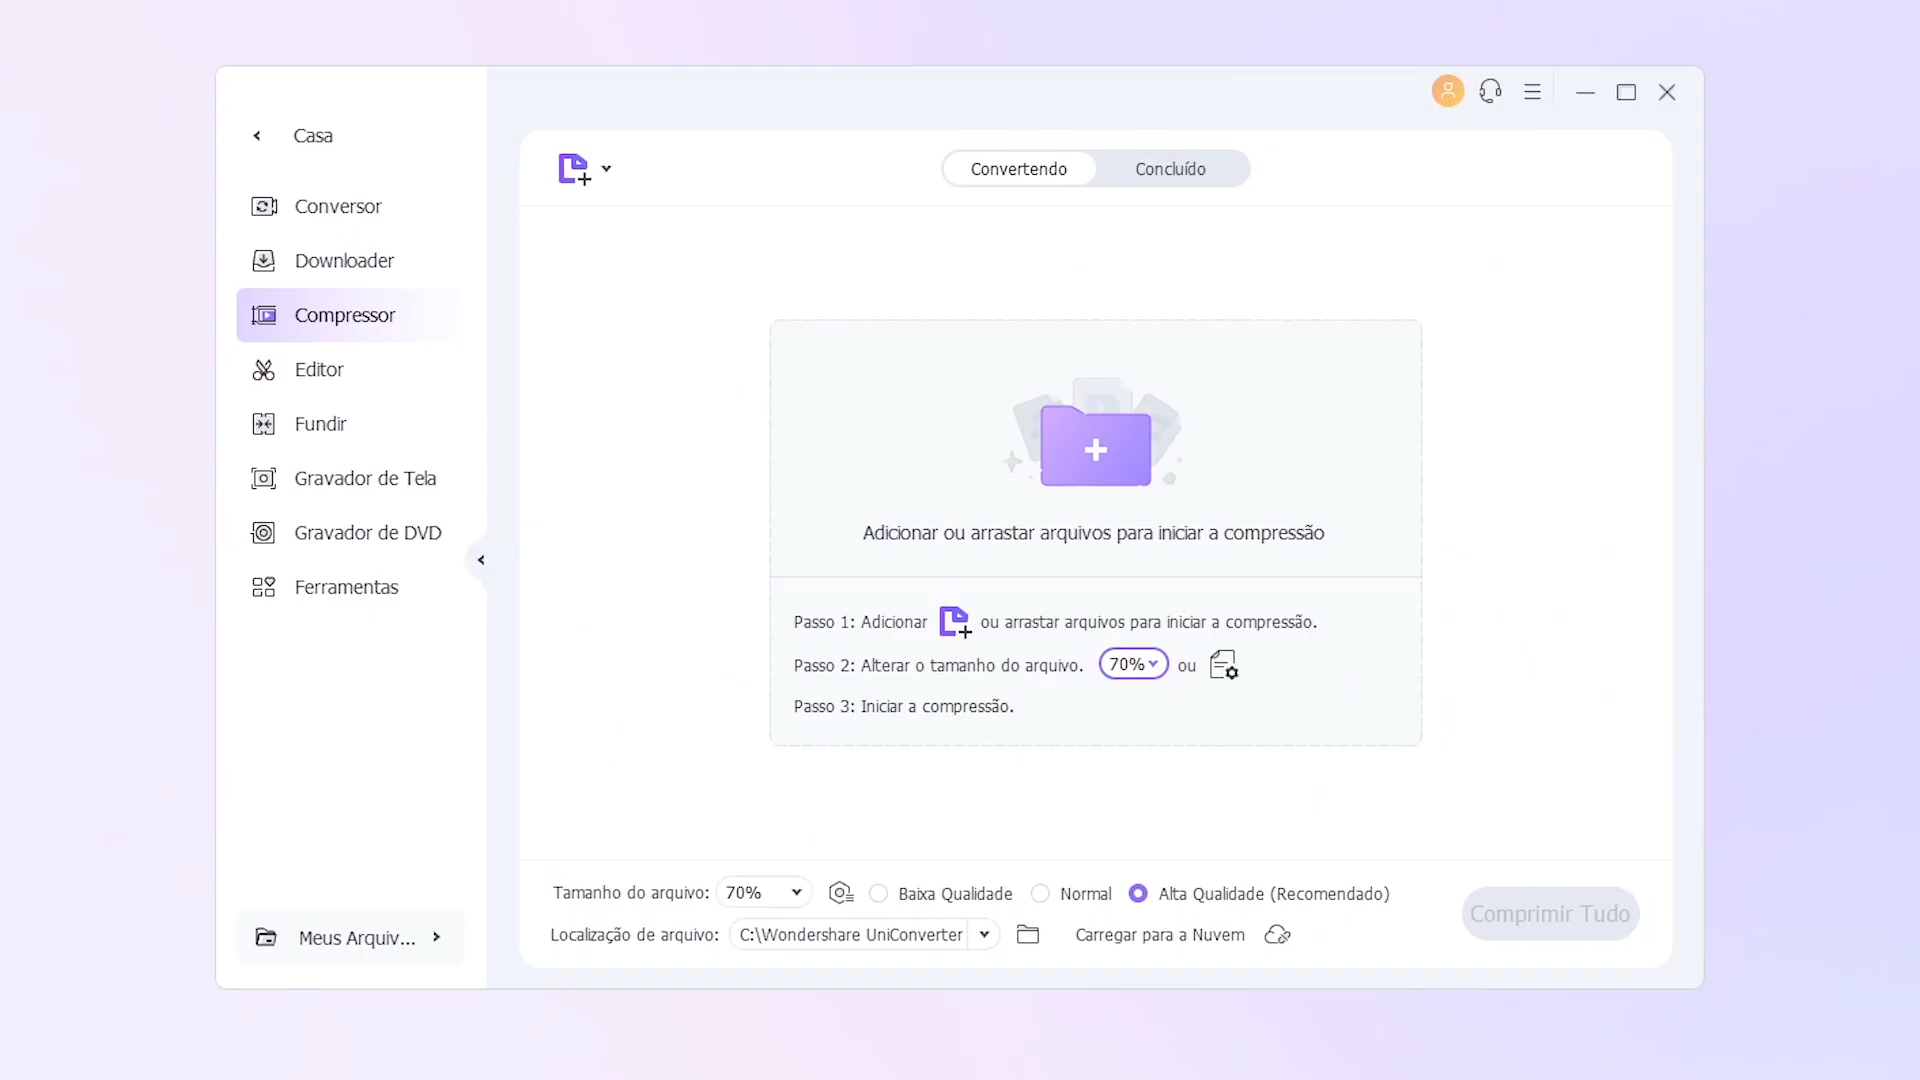 Casa
Conversor
Downloader
Compressor
Editor
Fundir
Gravador de Tela
Gravador de DVD
Ferramentas
Meus Arquiv...
Convertendo
Concluído
Adicionar ou arrastar arquivos para iniciar a compressão
Passo 1: Adicionar ou arrastar arquivos para iniciar a compressão.
Passo 2: Alterar o tamanho do arquivo. 70% ou
Passo 3: Iniciar a compressão.
Tamanho do arquivo: 70% Baixa Qualidade Normal Alta Qualidade (Recomendado)
Localização de arquivo: C:\Wondershare UniConverter Carregar para a Nuvem
Comprimir Tudo